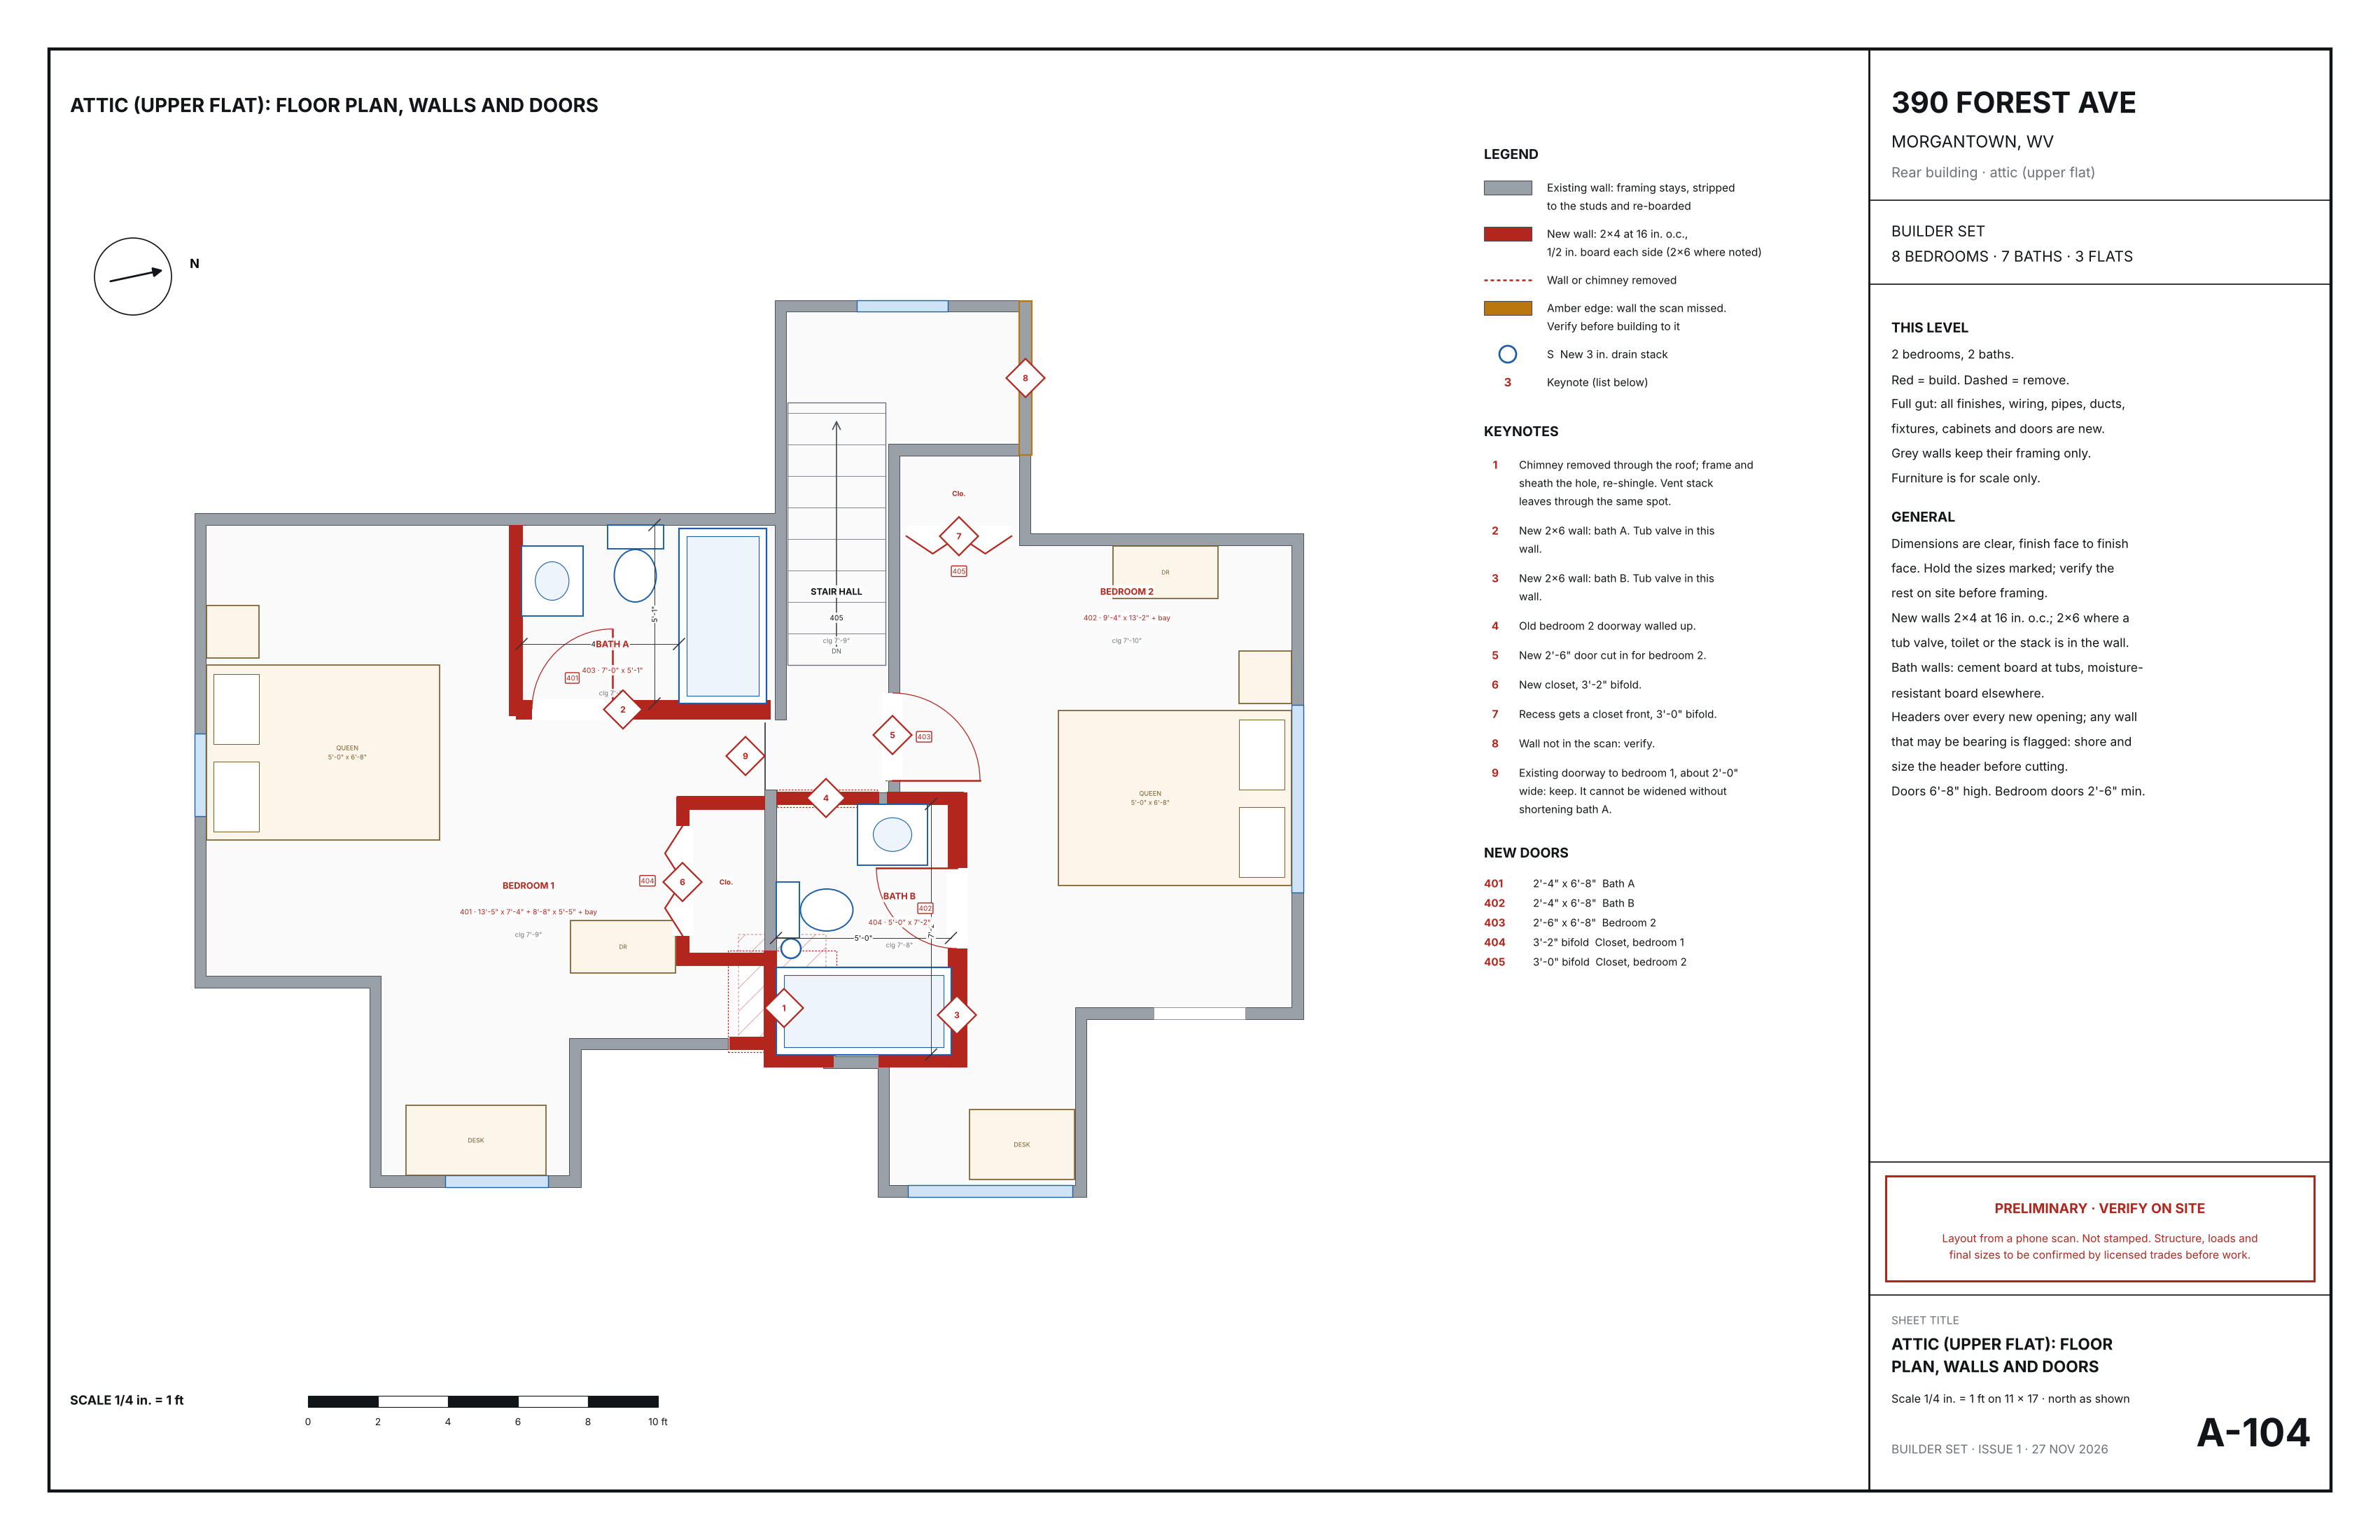 ATTIC (UPPER FLAT): FLOOR PLAN, WALLS AND DOORS
N
8
Clo.
7
405
STAIR HALL
405
clg 7'-9"
DN
DR
BEDROOM 2
402 · 9'-4" x 13'-2" + bay
clg 7'-10"
5'-1"
BATH A
403 · 7'-0" x 5'-1"
401
2
QUEEN
5'-0" x 6'-8"
9
5
403
4
QUEEN
5'-0" x 6'-8"
404
6
Clo.
BEDROOM 1
401 · 13'-5" x 7'-4" + 8'-8" x 5'-5" + bay
clg 7'-9"
DR
BATH B
402
404 · 5'-0" x 7'-2"
5'-0"
clg 7'-8"
1
3
DESK
DESK
SCALE 1/4 in. = 1 ft
0 2 4 6 8 10 ft
LEGEND
Existing wall: framing stays, stripped
to the studs and re-boarded
New wall: 2×4 at 16 in. o.c.,
1/2 in. board each side (2×6 where noted)
Wall or chimney removed
Amber edge: wall the scan missed.
Verify before building to it
S New 3 in. drain stack
3 Keynote (list below)
KEYNOTES
1 Chimney removed through the roof; frame and
sheath the hole, re-shingle. Vent stack
leaves through the same spot.
2 New 2×6 wall: bath A. Tub valve in this
wall.
3 New 2×6 wall: bath B. Tub valve in this
wall.
4 Old bedroom 2 doorway walled up.
5 New 2'-6" door cut in for bedroom 2.
6 New closet, 3'-2" bifold.
7 Recess gets a closet front, 3'-0" bifold.
8 Wall not in the scan: verify.
9 Existing doorway to bedroom 1, about 2'-0"
wide: keep. It cannot be widened without
shortening bath A.
NEW DOORS
401 2'-4" x 6'-8" Bath A
402 2'-4" x 6'-8" Bath B
403 2'-6" x 6'-8" Bedroom 2
404 3'-2" bifold Closet, bedroom 1
405 3'-0" bifold Closet, bedroom 2
390 FOREST AVE
MORGANTOWN, WV
Rear building · attic (upper flat)
BUILDER SET
8 BEDROOMS · 7 BATHS · 3 FLATS
THIS LEVEL
2 bedrooms, 2 baths.
Red = build. Dashed = remove.
Full gut: all finishes, wiring, pipes, ducts,
fixtures, cabinets and doors are new.
Grey walls keep their framing only.
Furniture is for scale only.
GENERAL
Dimensions are clear, finish face to finish
face. Hold the sizes marked; verify the
rest on site before framing.
New walls 2×4 at 16 in. o.c.; 2×6 where a
tub valve, toilet or the stack is in the wall.
Bath walls: cement board at tubs, moisture-
resistant board elsewhere.
Headers over every new opening; any wall
that may be bearing is flagged: shore and
size the header before cutting.
Doors 6'-8" high. Bedroom doors 2'-6" min.
PRELIMINARY · VERIFY ON SITE
Layout from a phone scan. Not stamped. Structure, loads and
final sizes to be confirmed by licensed trades before work.
SHEET TITLE
ATTIC (UPPER FLAT): FLOOR
PLAN, WALLS AND DOORS
Scale 1/4 in. = 1 ft on 11 × 17 · north as shown
BUILDER SET · ISSUE 1 · 27 NOV 2026
A-104